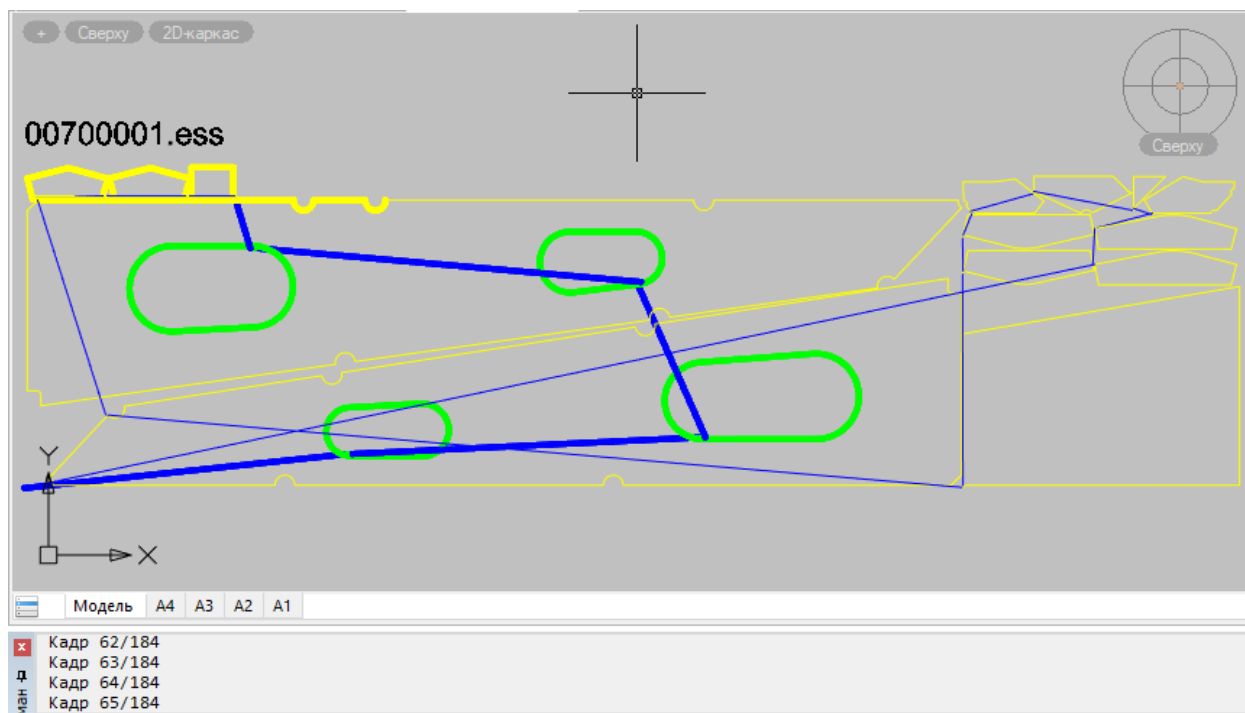 + Сверху 2D-каркас
00700001.ess
Сверху
Y
X
Модель A4 A3 A2 A1
Кадр 62/184
Кадр 63/184
Кадр 64/184
Кадр 65/184
ман